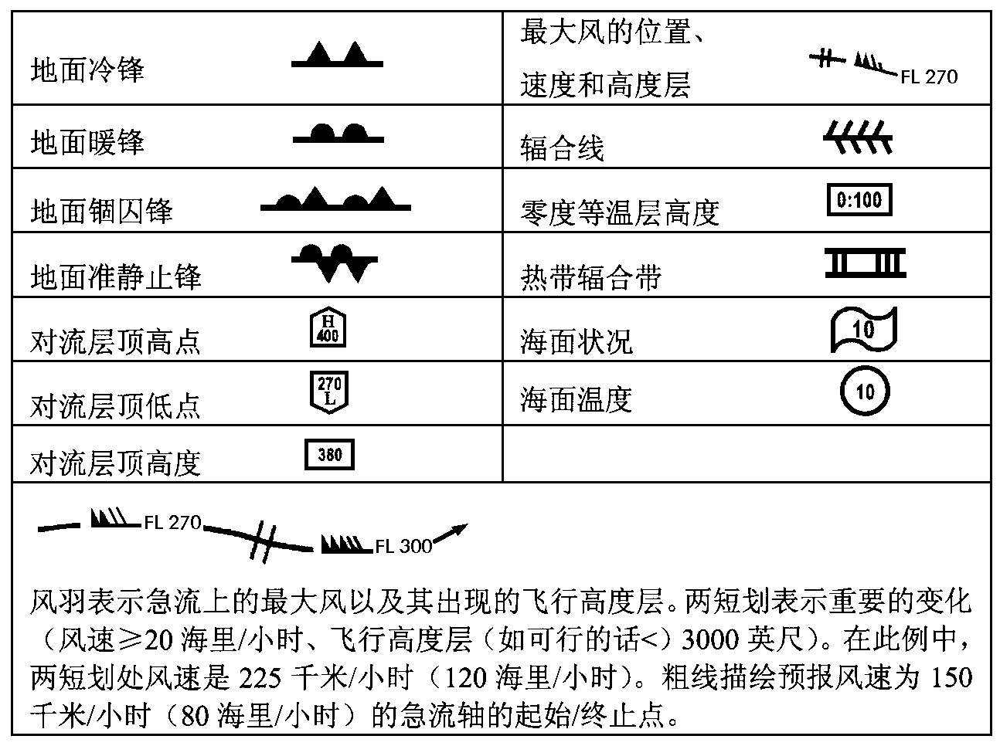 地面冷锋
最大风的位置、
速度和高度层
FL 270
地面暖锋
辐合线
地面锢囚锋
零度等温层高度
0:100
地面准静止锋
热带辐合带
对流层顶高点
H
400
海面状况
10
对流层顶低点
270
L
海面温度
10
对流层顶高度
380
FL 270
FL 300
风羽表示急流上的最大风以及其出现的飞行高度层。两短划表示重要的变化
（风速≥20 海里/小时、飞行高度层（如可行的话<）3000 英尺）。在此例中，
两短划处风速是 225 千米/小时（120 海里/小时）。粗线描绘预报风速为 150
千米/小时（80 海里/小时）的急流轴的起始/终止点。